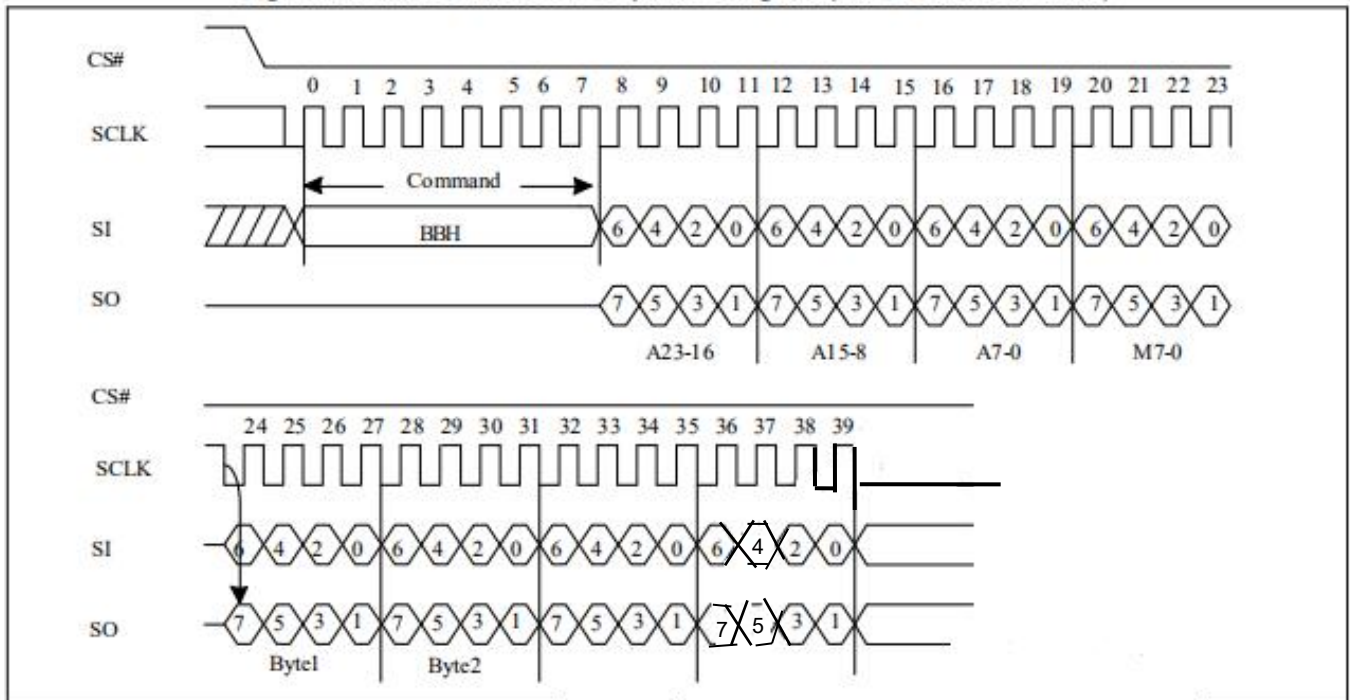 CS#
0 1 2 3 4 5 6 7 8 9 10 11 12 13 14 15 16 17 18 19 20 21 22 23
SCLK
Command
SI BBH 6 4 2 0 6 4 2 0 6 4 2 0 6 4 2 0
SO 7 5 3 1 7 5 3 1 7 5 3 1 7 5 3 1
A23-16 A15-8 A7-0 M7-0
CS#
24 25 26 27 28 29 30 31 32 33 34 35 36 37 38 39
SCLK
SI 6 4 2 0 6 4 2 0 6 4 2 0 6 4 2 0
SO 7 5 3 1 7 5 3 1 7 5 3 1 7 5 3 1
Byte1 Byte2